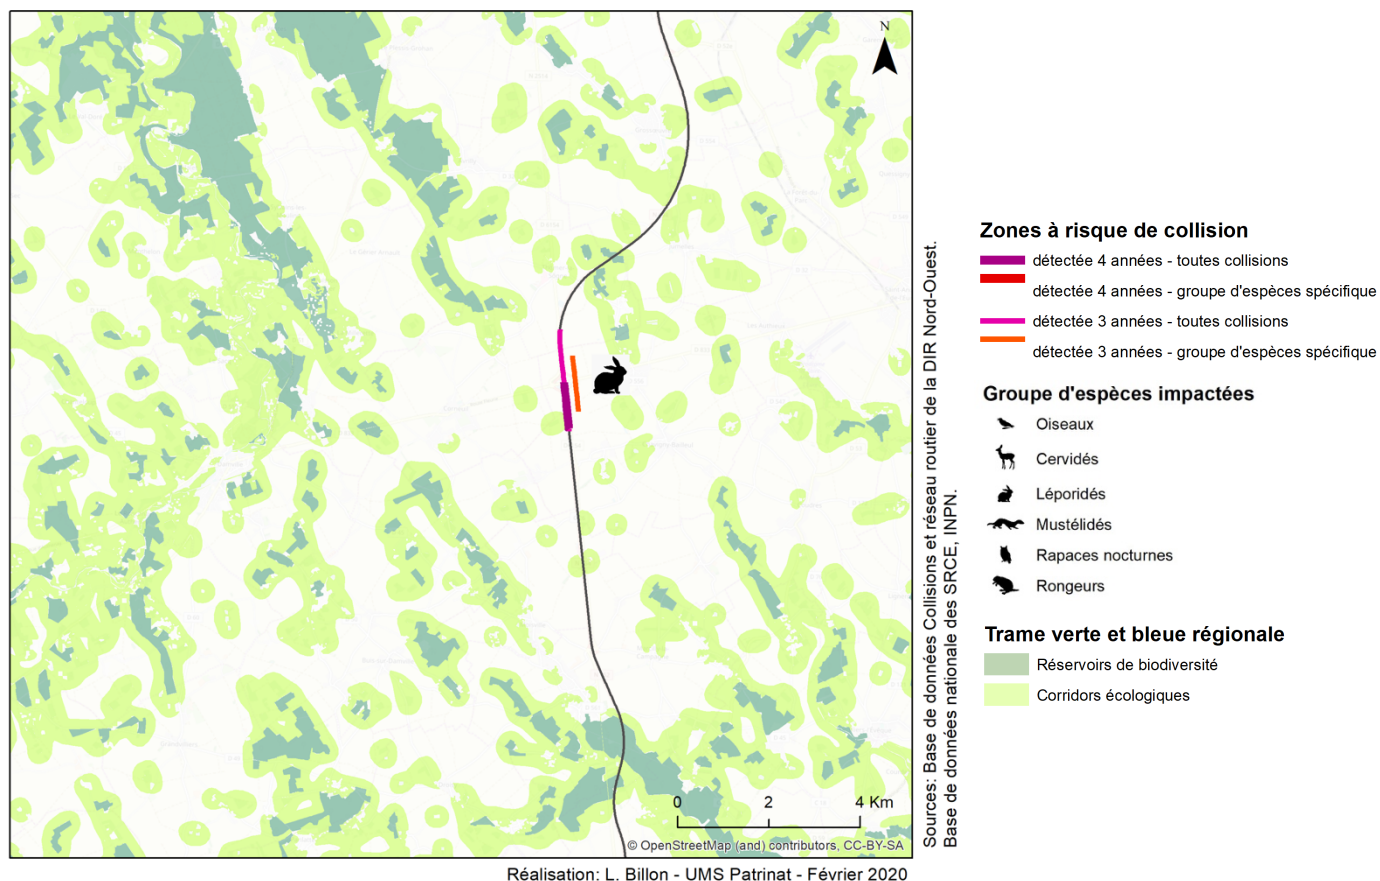 N
0 2 4 Km
© OpenStreetMap (and) contributors, CC-BY-SA
Réalisation: L. Billon - UMS Patrinat - Février 2020
Sources: Base de données Collisions et réseau routier de la DIR Nord-Ouest.
Base de données nationale des SRCE, INPN.
Zones à risque de collision
détectée 4 années - toutes collisions
détectée 4 années - groupe d'espèces spécifique
détectée 3 années - toutes collisions
détectée 3 années - groupe d'espèces spécifique
Groupe d'espèces impactées
Oiseaux
Cervidés
Léporidés
Mustélidés
Rapaces nocturnes
Rongeurs
Trame verte et bleue régionale
Réservoirs de biodiversité
Corridors écologiques